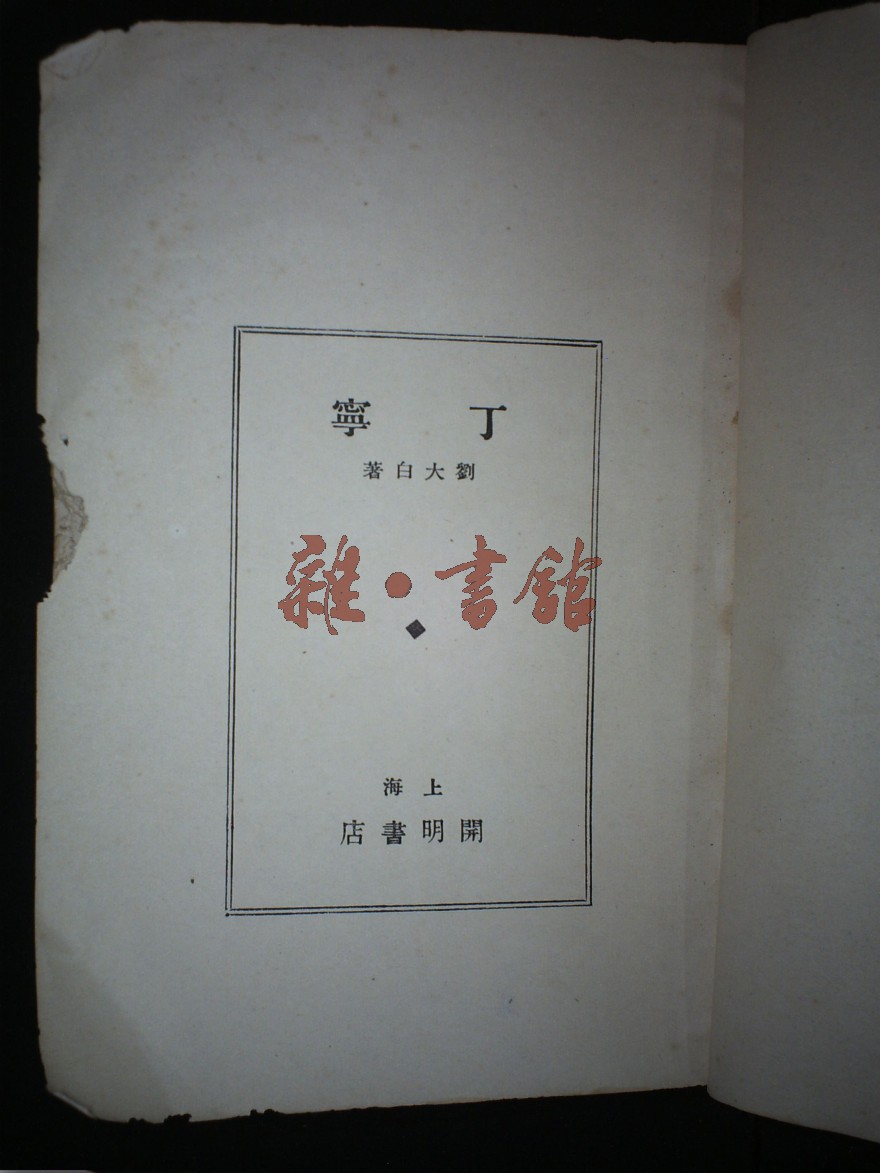 丁寧
劉大白著
雜·書館
上海
開明書店